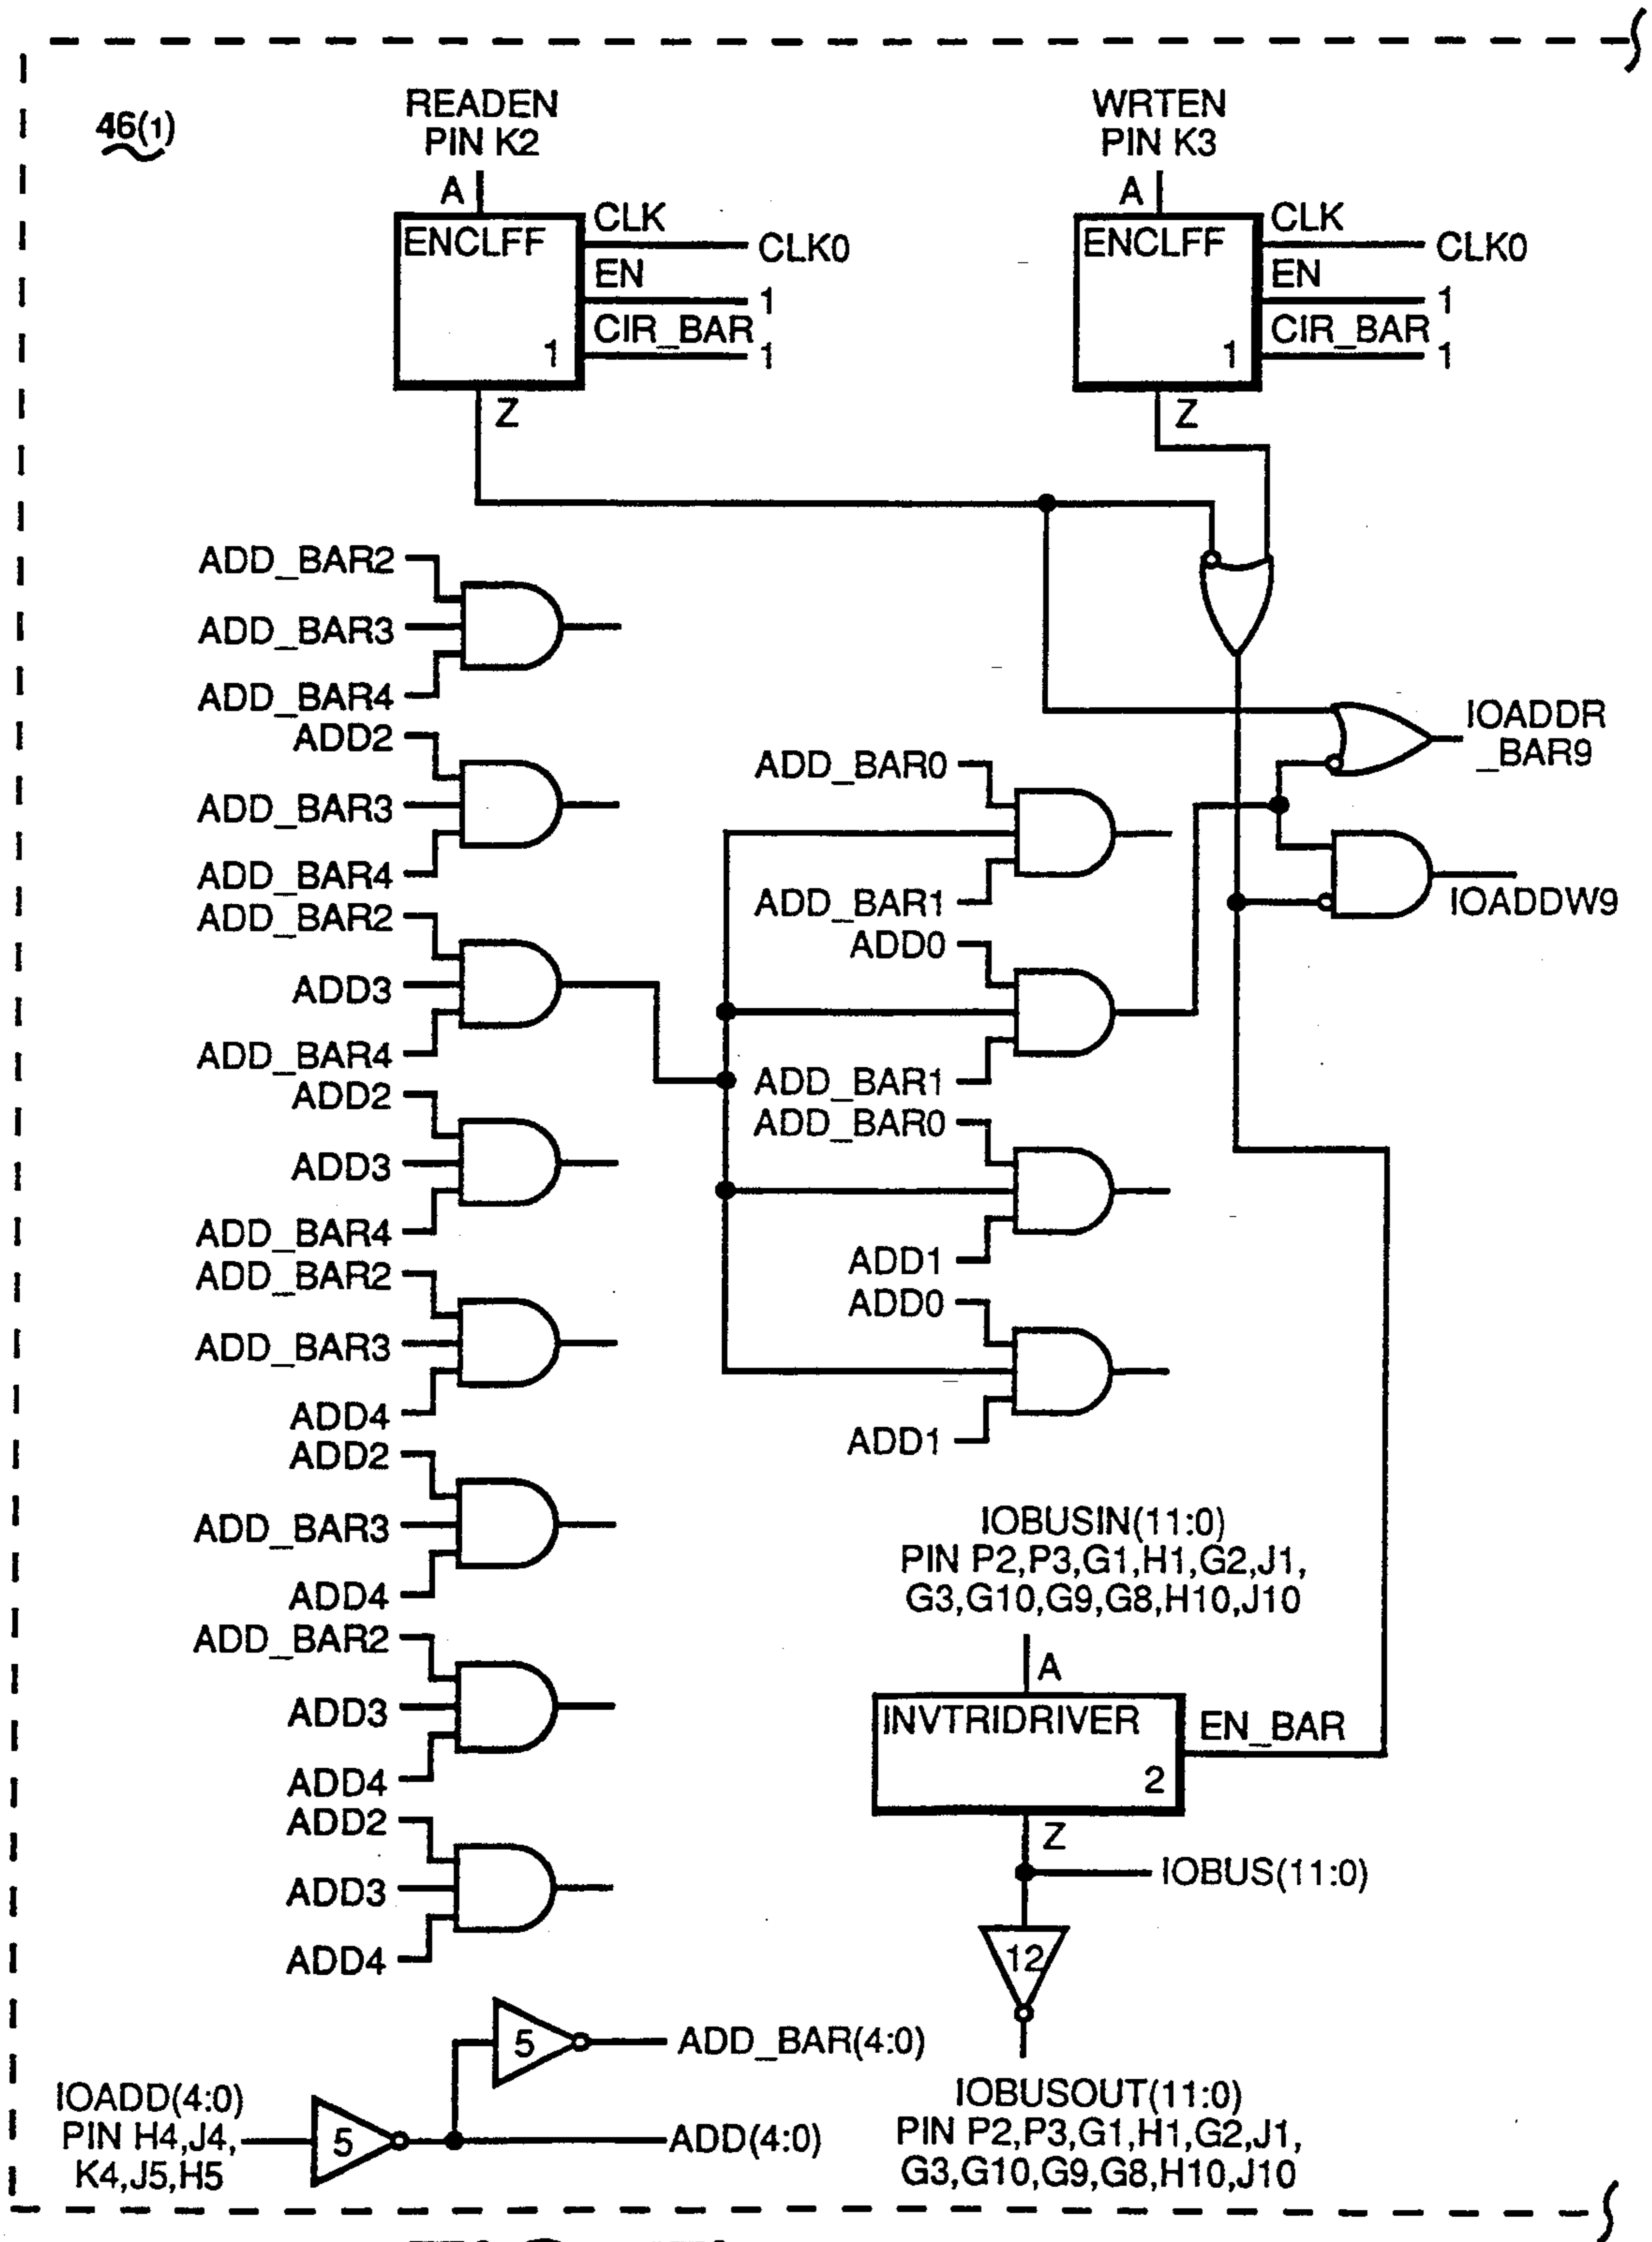 46(1)
READEN
PIN K2
A
ENCLFF
1
CLK
CLK0
EN
1
CIR_BAR
1
Z
WRTEN
PIN K3
A
ENCLFF
1
CLK
CLK0
EN
1
CIR_BAR
1
Z
ADD_BAR2
ADD_BAR3
ADD_BAR4
ADD2
ADD_BAR3
ADD_BAR4
ADD_BAR2
ADD3
ADD_BAR4
ADD2
ADD3
ADD_BAR4
ADD_BAR2
ADD_BAR3
ADD4
ADD2
ADD_BAR3
ADD4
ADD_BAR2
ADD3
ADD4
ADD2
ADD3
ADD4
ADD_BAR0
ADD_BAR1
ADD0
ADD_BAR1
ADD_BAR0
ADD1
ADD0
ADD1
IOADDR
_BAR9
IOADDW9
IOBUSIN(11:0)
PIN P2,P3,G1,H1,G2,J1,
G3,G10,G9,G8,H10,J10
A
INVTRIDRIVER
2
EN_BAR
Z
IOBUS(11:0)
12
IOBUSOUT(11:0)
PIN P2,P3,G1,H1,G2,J1,
G3,G10,G9,G8,H10,J10
IOADD(4:0)
PIN H4,J4,
K4,J5,H5
5
5
ADD_BAR(4:0)
ADD(4:0)